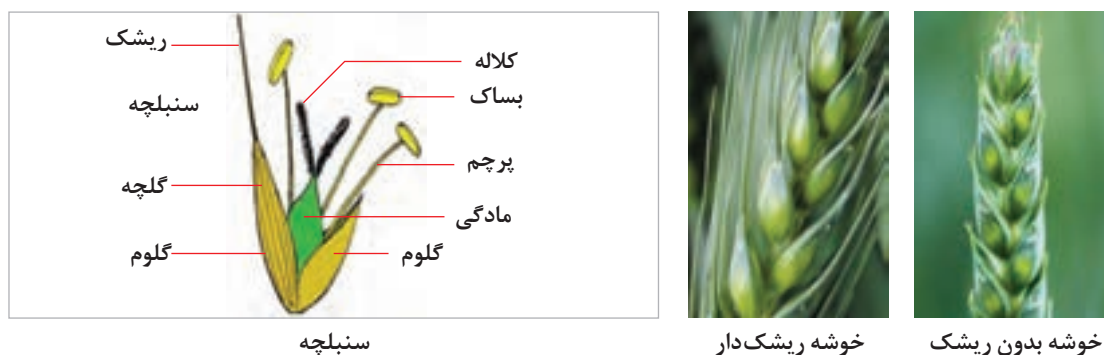 ریشک
کلاله
سنبلچه
بساک
پرچم
گلچه
مادگی
گلوم
گلوم
سنبلچه
خوشه ریشک‌دار
خوشه بدون ریشک